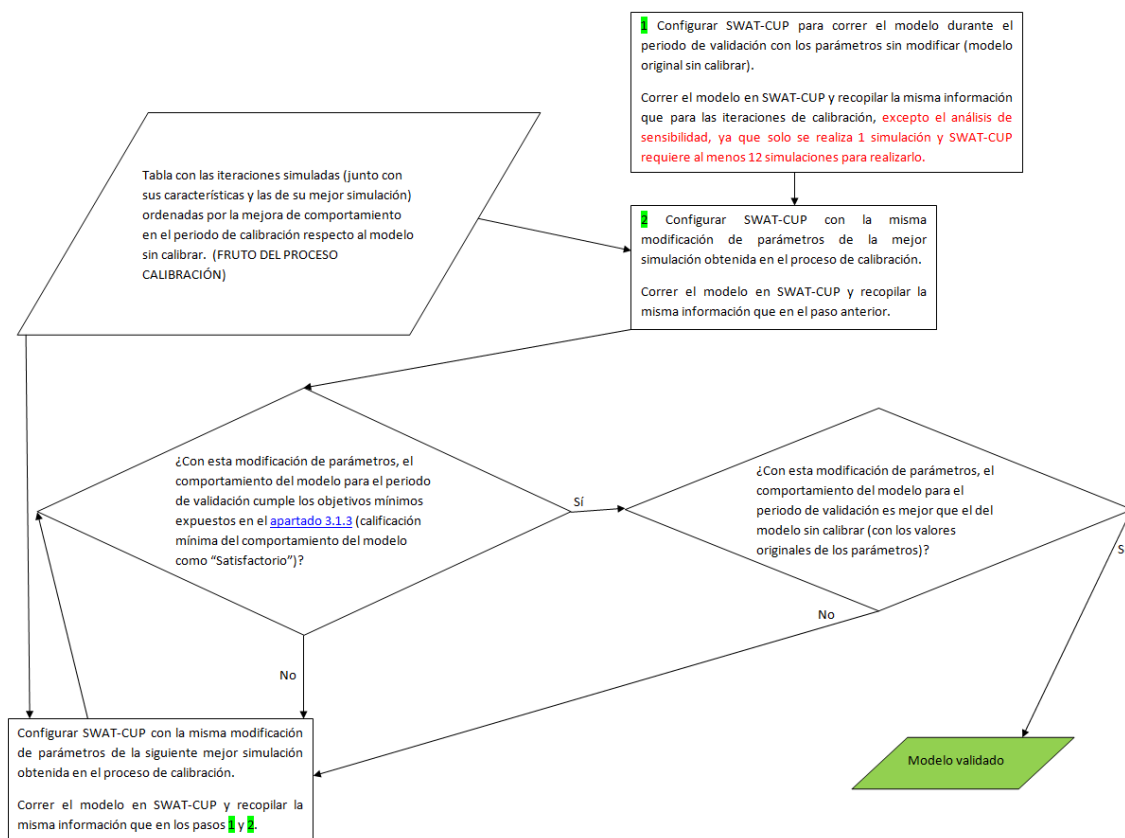 1 Configurar SWAT-CUP para correr el modelo durante el
periodo de validación con los parámetros sin modificar (modelo
original sin calibrar).
Correr el modelo en SWAT-CUP y recopilar la misma información
que para las iteraciones de calibración, excepto el análisis de
sensibilidad, ya que solo se realiza 1 simulación y SWAT-CUP
requiere al menos 12 simulaciones para realizarlo.
Tabla con las iteraciones simuladas (junto con
sus características y las de su mejor simulación)
ordenadas por la mejora de comportamiento
en el periodo de calibración respecto al modelo
sin calibrar. (FRUTO DEL PROCESO
CALIBRACIÓN)
2 Configurar SWAT-CUP con la misma
modificación de parámetros de la mejor
simulación obtenida en el proceso de calibración.
Correr el modelo en SWAT-CUP y recopilar la
misma información que en el paso anterior.
¿Con esta modificación de parámetros, el
comportamiento del modelo para el periodo
de validación cumple los objetivos mínimos
expuestos en el apartado 3.1.3 (calificación
mínima del comportamiento del modelo
como “Satisfactorio”)?
Sí
¿Con esta modificación de parámetros, el
comportamiento del modelo para el
periodo de validación es mejor que el del
modelo sin calibrar (con los valores
originales de los parámetros)?
S
No
No
Configurar SWAT-CUP con la misma modificación
de parámetros de la siguiente mejor simulación
obtenida en el proceso de calibración.
Correr el modelo en SWAT-CUP y recopilar la
misma información que en los pasos 1 y 2.
Modelo validado